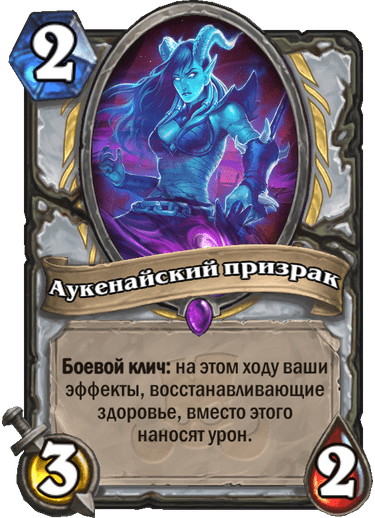 2
Аукенайский призрак
Боевой клич: на этом ходу ваши
эффекты, восстанавливающие
здоровье, вместо этого
наносят урон.
3
2